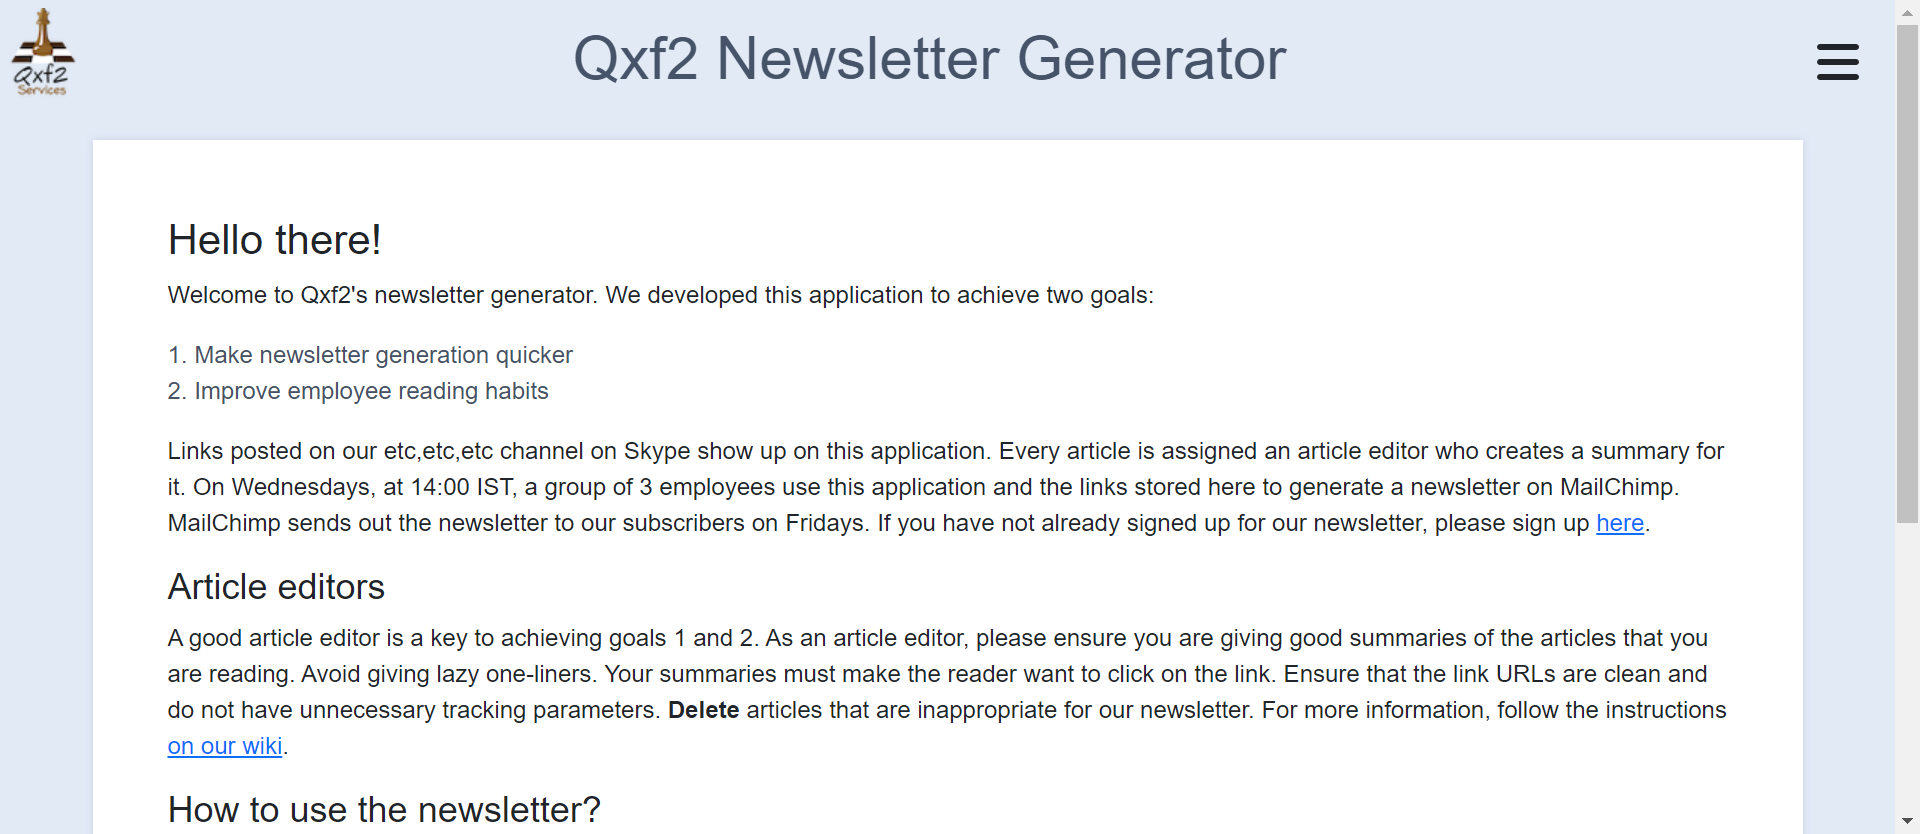 Qxf2
Services
Qxf2 Newsletter Generator
Hello there!
Welcome to Qxf2's newsletter generator. We developed this application to achieve two goals:
1. Make newsletter generation quicker
2. Improve employee reading habits
Links posted on our etc,etc,etc channel on Skype show up on this application. Every article is assigned an article editor who creates a summary for
it. On Wednesdays, at 14:00 IST, a group of 3 employees use this application and the links stored here to generate a newsletter on MailChimp.
MailChimp sends out the newsletter to our subscribers on Fridays. If you have not already signed up for our newsletter, please sign up here.
Article editors
A good article editor is a key to achieving goals 1 and 2. As an article editor, please ensure you are giving good summaries of the articles that you
are reading. Avoid giving lazy one-liners. Your summaries must make the reader want to click on the link. Ensure that the link URLs are clean and
do not have unnecessary tracking parameters. Delete articles that are inappropriate for our newsletter. For more information, follow the instructions
on our wiki.
How to use the newsletter?